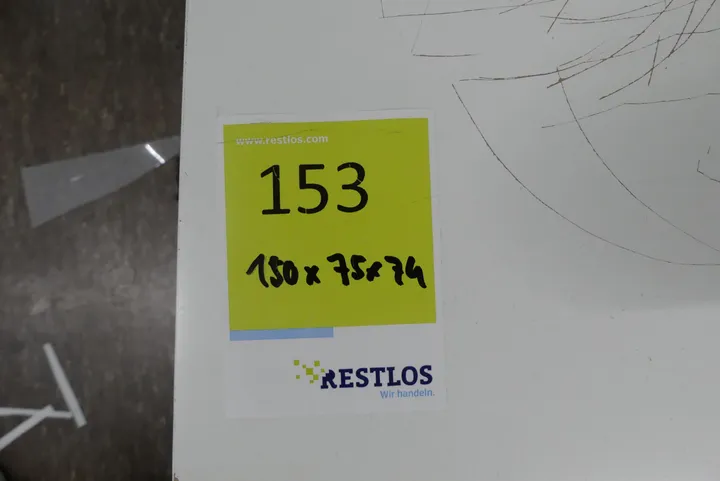 www.restlos.com
153
150 x 75 x 74
RESTLOS
Wir handeln.